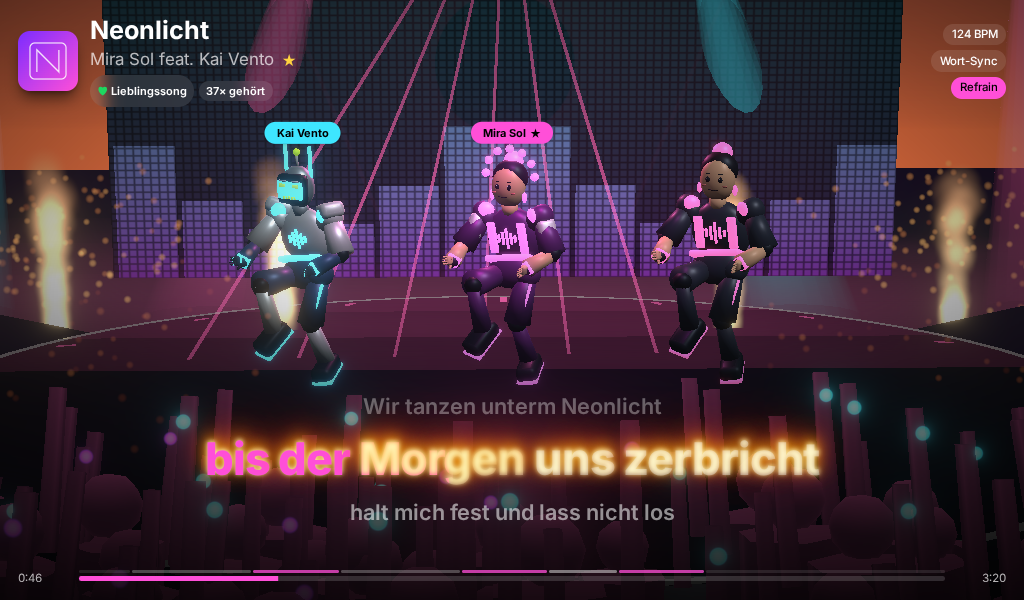 Neonlicht
Mira Sol feat. Kai Vento ★
Lieblingssong
37× gehört
124 BPM
Wort-Sync
Refrain
N
Kai Vento
Mira Sol ★
Wir tanzen unterm Neonlicht
bis der Morgen uns zerbricht
halt mich fest und lass nicht los
0:46
3:20